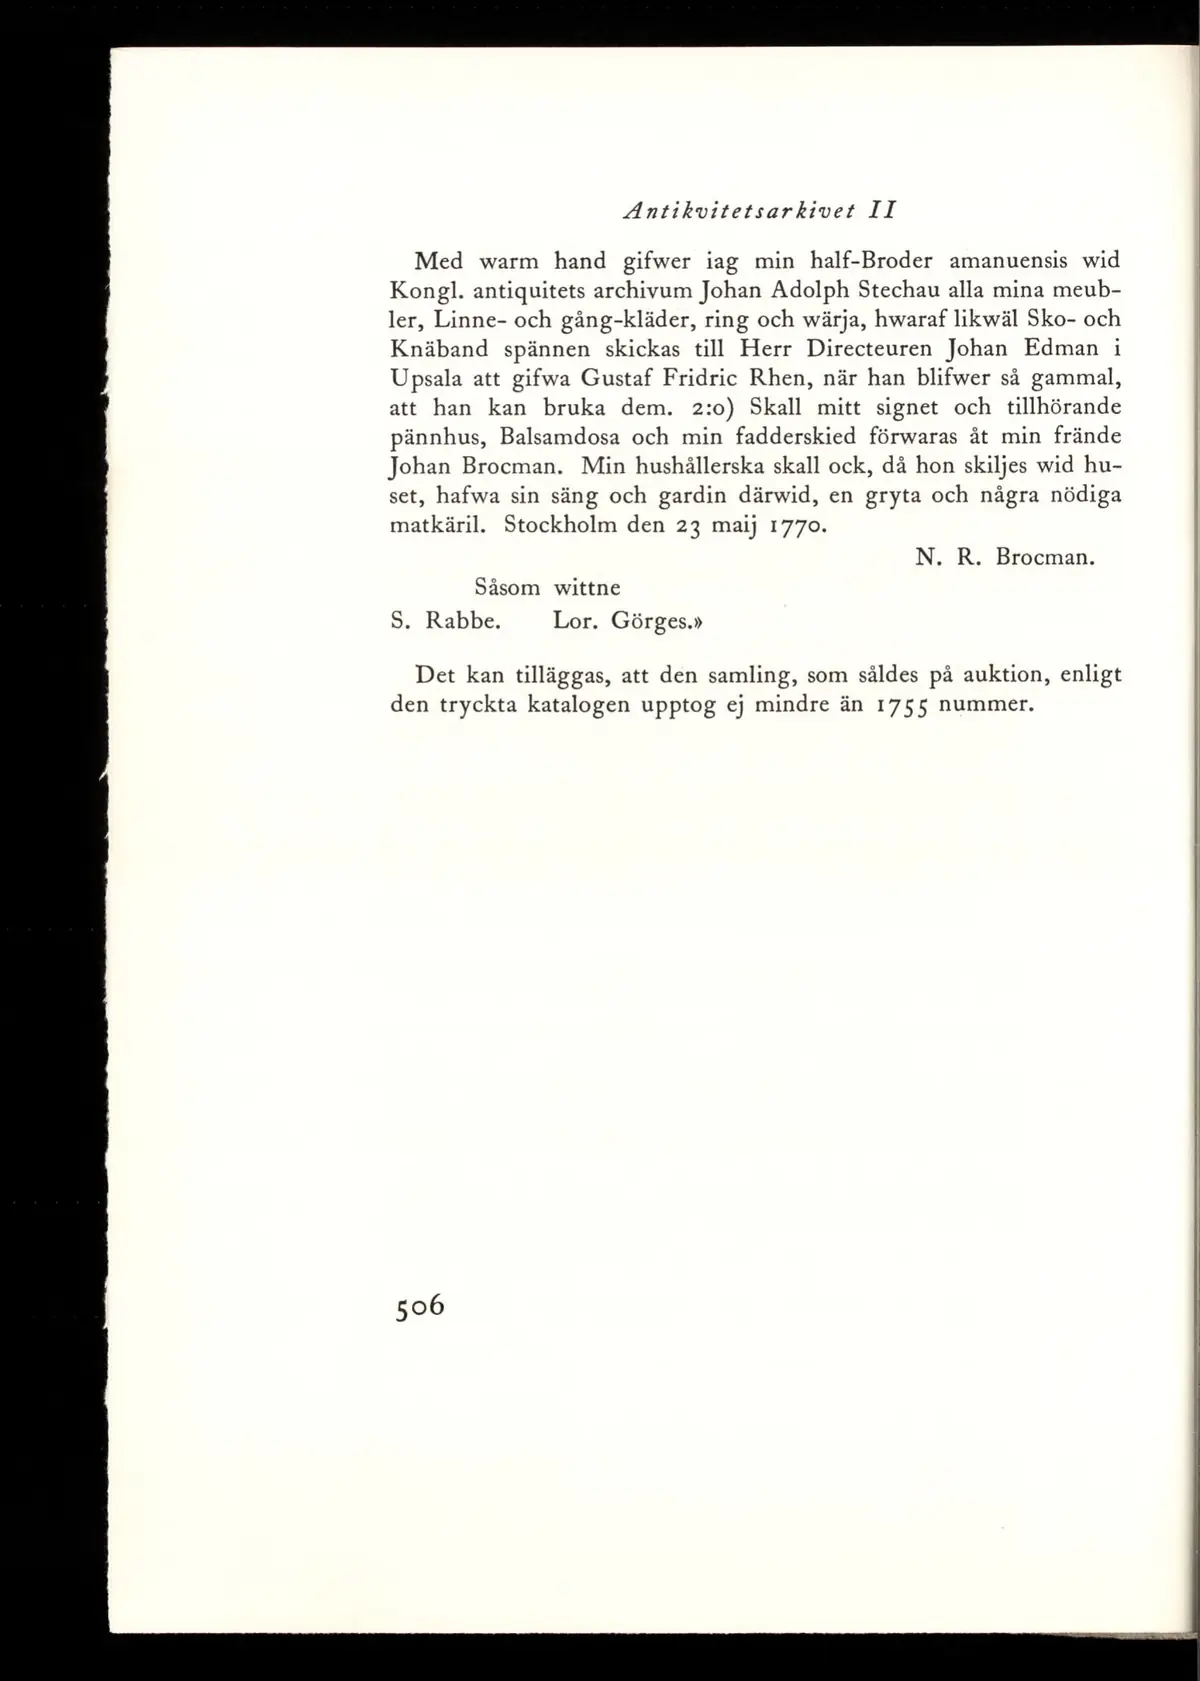 Antikvitetsarkivet II
Med warm hand gifwer iag min half-Broder amanuensis wid
Kongl. antiquitets archivum Johan Adolph Stechau alla mina meub-
ler, Linne- och gång-kläder, ring och wärja, hwaraf likwäl Sko- och
Knäband spännen skickas till Herr Directeuren Johan Edman i
Upsala att gifwa Gustaf Fridric Rhen, när han blifwer så gammal,
att han kan bruka dem. 2:o) Skall mitt signet och tillhörande
pännhus, Balsamdosa och min fadderskied förwaras åt min frände
Johan Brocman. Min hushållerska skall ock, då hon skiljes wid hu-
set, hafwa sin säng och gardin därwid, en gryta och några nödiga
matkäril. Stockholm den 23 maij 1770.
N. R. Brocman.
Såsom wittne
S. Rabbe. Lor. Görges.»
Det kan tilläggas, att den samling, som såldes på auktion, enligt
den tryckta katalogen upptog ej mindre än 1755 nummer.
506